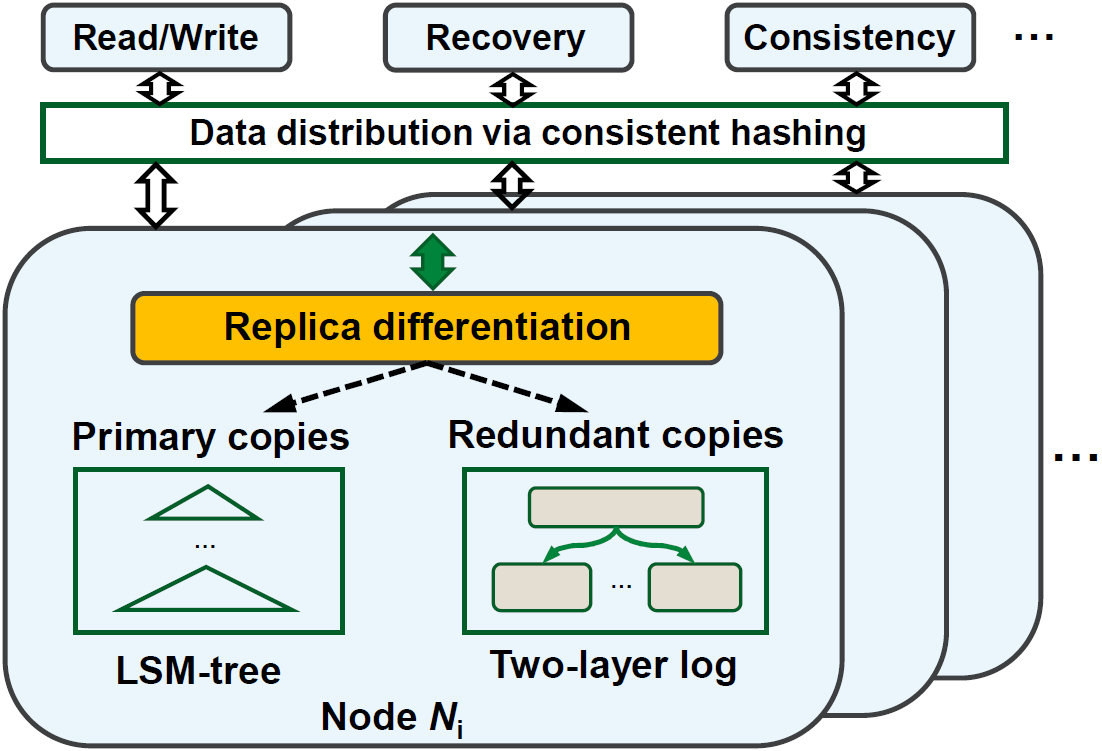 Read/Write
Recovery
Consistency
...
Data distribution via consistent hashing
Replica differentiation
Primary copies
Redundant copies
...
...
...
LSM-tree
Two-layer log
Node Ni